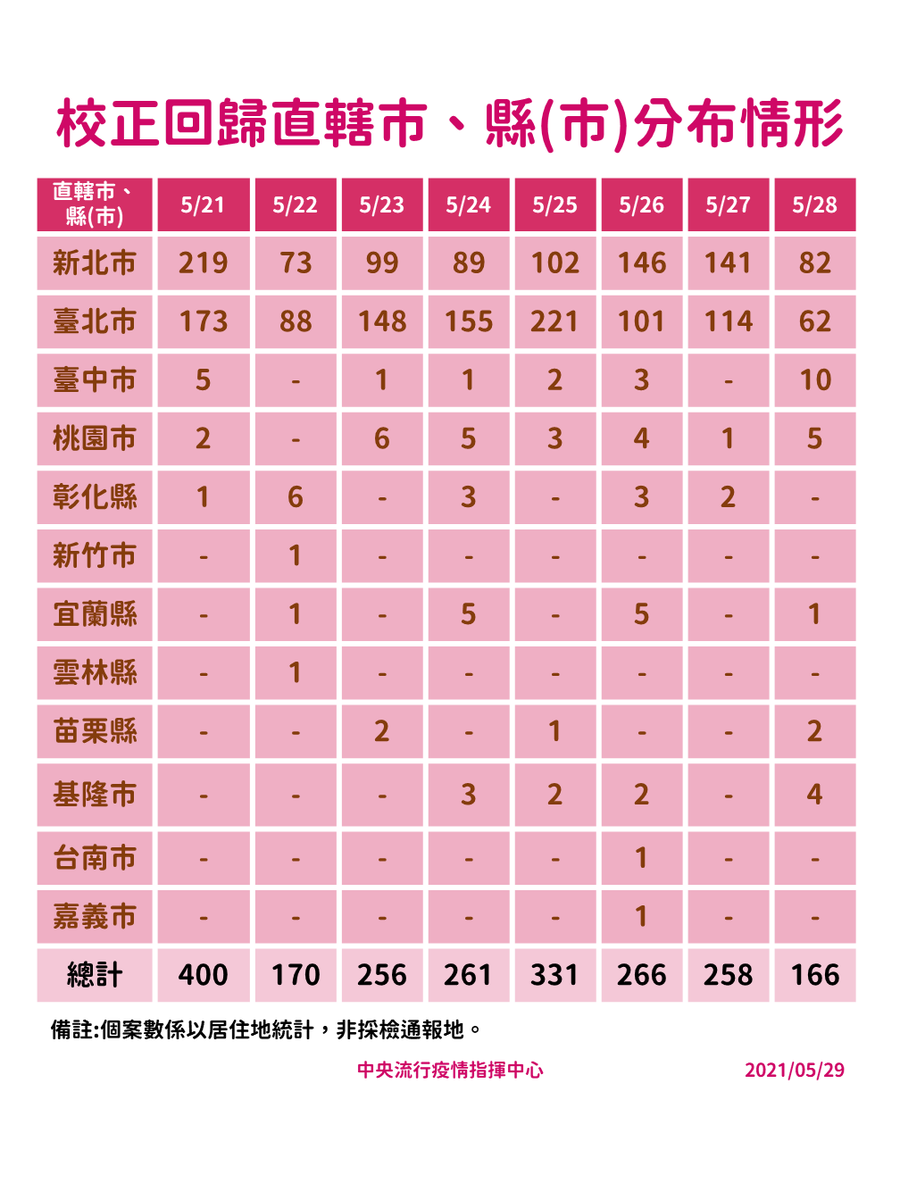 校正回歸直轄市、縣(市)分布情形
直轄市、縣(市) 5/21 5/22 5/23 5/24 5/25 5/26 5/27 5/28
新北市 219 73 99 89 102 146 141 82
臺北市 173 88 148 155 221 101 114 62
臺中市 5 - 1 1 2 3 - 10
桃園市 2 - 6 5 3 4 1 5
彰化縣 1 6 - 3 - 3 2 -
新竹市 - 1 - - - - - -
宜蘭縣 - 1 - 5 - 5 - 1
雲林縣 - 1 - - - - - -
苗栗縣 - - 2 - 1 - - 2
基隆市 - - - 3 2 2 - 4
台南市 - - - - - 1 - -
嘉義市 - - - - - 1 - -
總計 400 170 256 261 331 266 258 166
備註:個案數係以居住地統計，非採檢通報地。
中央流行疫情指揮中心 2021/05/29